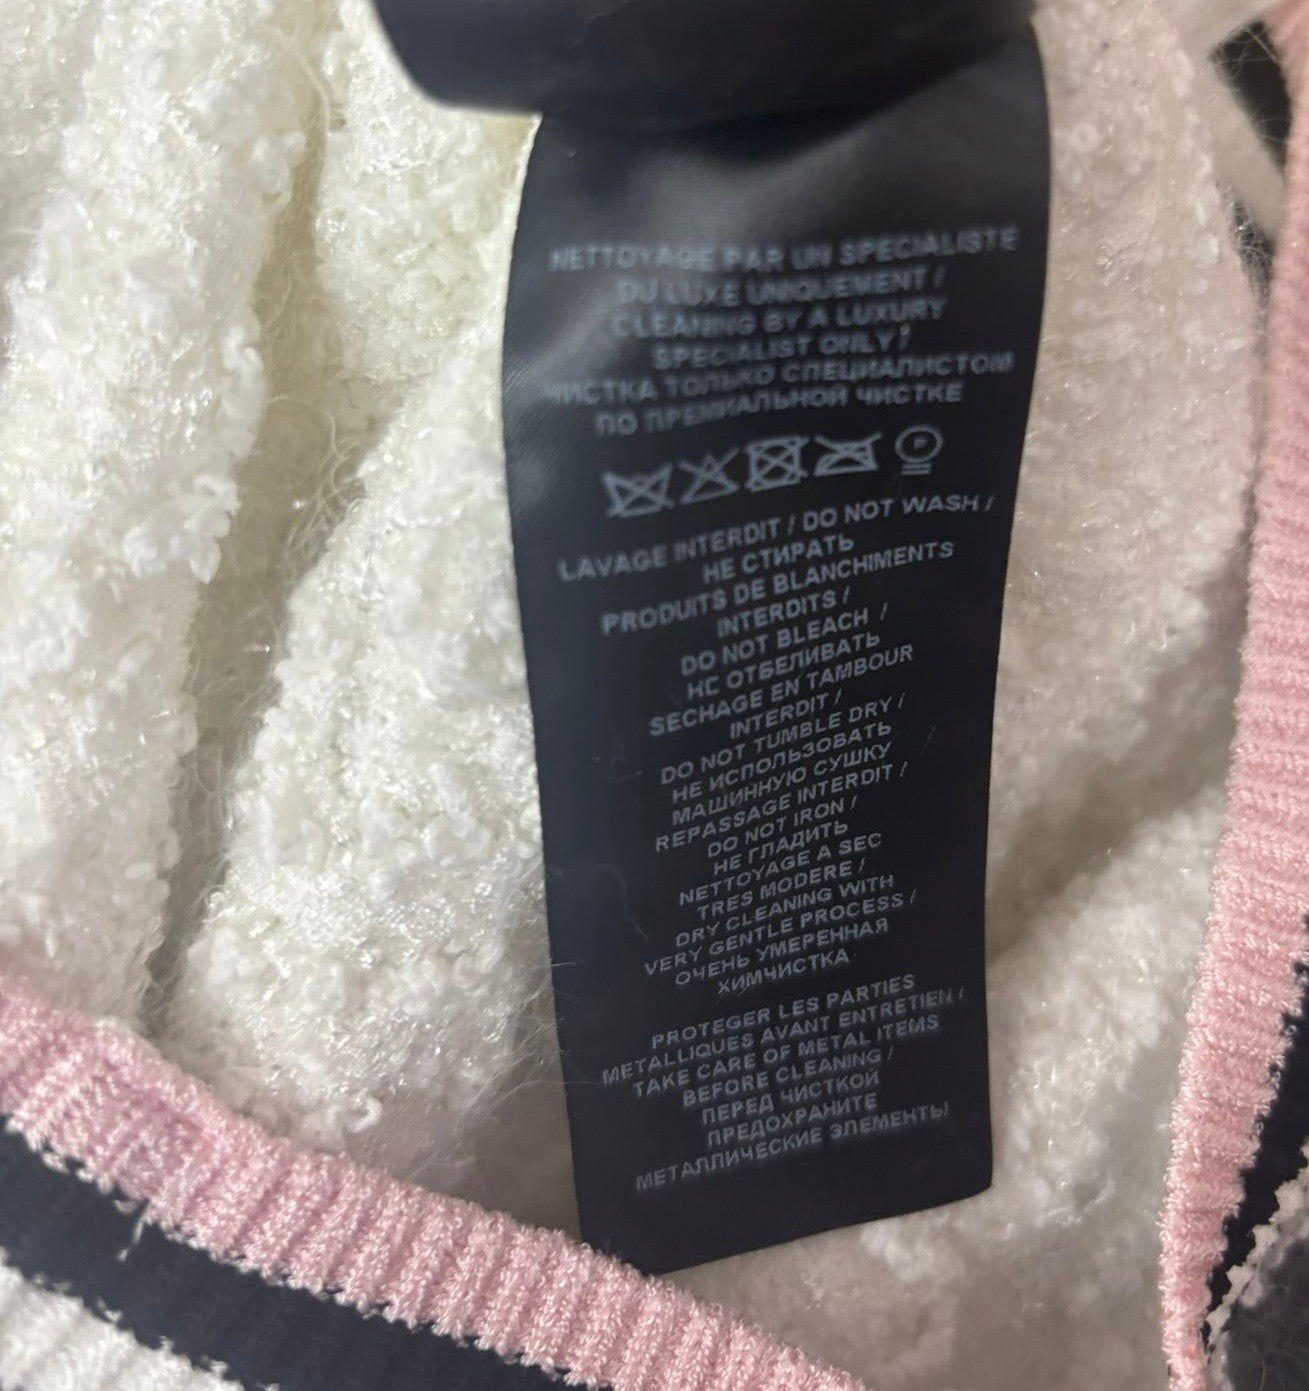 NETTOYAGE PAR UN SPECIALISTE
DU LUXE UNIQUEMENT /
CLEANING BY A LUXURY
SPECIALIST ONLY /
ЧИСТКА ТОЛЬКО СПЕЦИАЛИСТОМ
ПО ПРЕМИАЛЬНОЙ ЧИСТКЕ
P
LAVAGE INTERDIT / DO NOT WASH /
НЕ СТИРАТЬ
PRODUITS DE BLANCHIMENTS
INTERDITS /
DO NOT BLEACH /
НЕ ОТБЕЛИВАТЬ
SECHAGE EN TAMBOUR
INTERDIT /
DO NOT TUMBLE DRY /
НЕ ИСПОЛЬЗОВАТЬ
МАШИННУЮ СУШКУ
REPASSAGE INTERDIT /
DO NOT IRON /
НЕ ГЛАДИТЬ
NETTOYAGE A SEC
TRES MODERE /
DRY CLEANING WITH
VERY GENTLE PROCESS /
ОЧЕНЬ УМЕРЕННАЯ
ХИМЧИСТКА
PROTEGER LES PARTIES
METALLIQUES AVANT ENTRETIEN /
TAKE CARE OF METAL ITEMS
BEFORE CLEANING /
ПЕРЕД ЧИСТКОЙ
ПРЕДОХРАНИТЕ
МЕТАЛЛИЧЕСКИЕ ЭЛЕМЕНТЫ